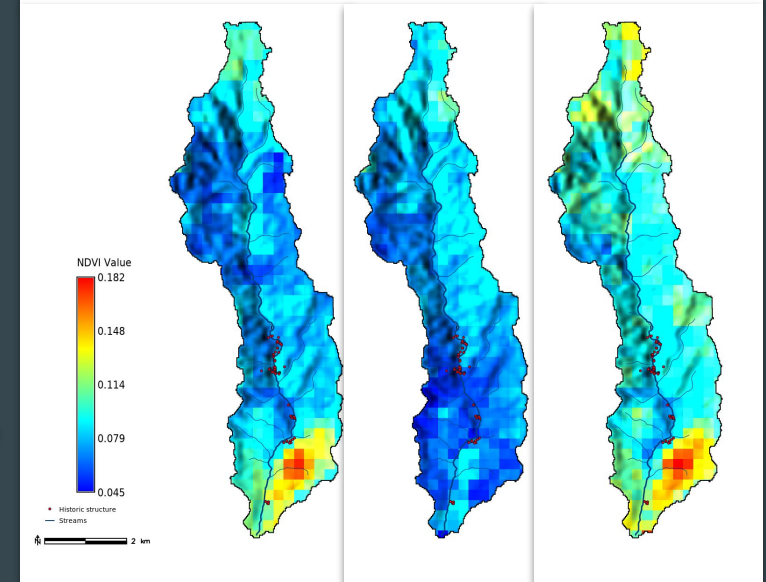 NDVI Value
0.182
0.148
0.114
0.079
0.045
Historic structure
Streams
N
2 km